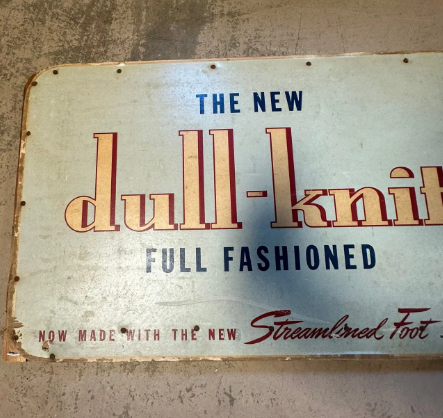 THE NEW
dull-knit
FULL FASHIONED
NOW MADE WITH THE NEW Streamlined Foot